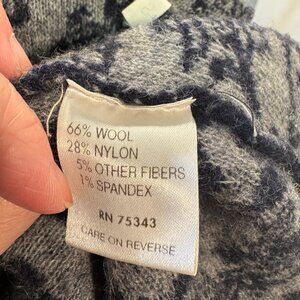 66% WOOL
28% NYLON
5% OTHER FIBERS
1% SPANDEX
RN 75343
CARE ON REVERSE